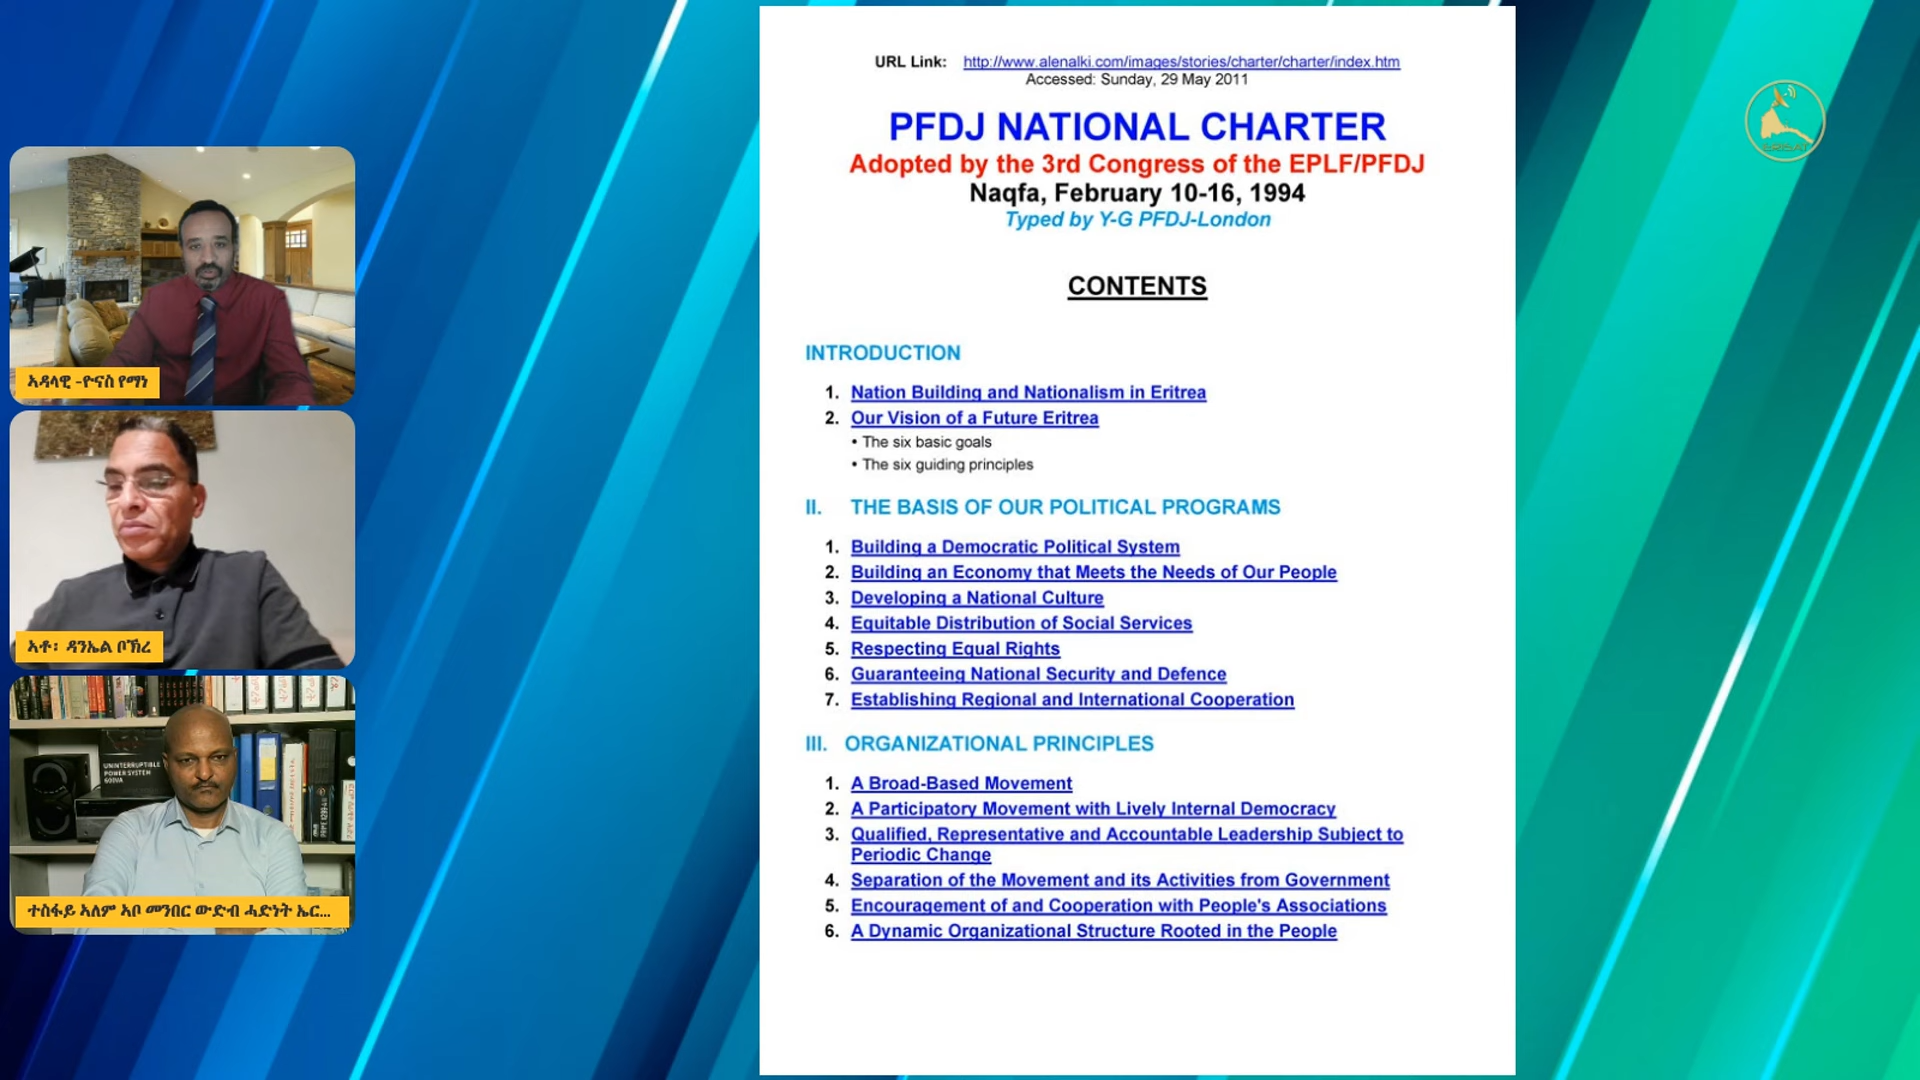 URL Link: http://www.alenalki.com/images/stories/charter/charter/index.htm
Accessed: Sunday, 29 May 2011
PFDJ NATIONAL CHARTER
Adopted by the 3rd Congress of the EPLF/PFDJ
Naqfa, February 10-16, 1994
Typed by Y-G PFDJ-London
CONTENTS
INTRODUCTION
1. Nation Building and Nationalism in Eritrea
2. Our Vision of a Future Eritrea
• The six basic goals
• The six guiding principles
II. THE BASIS OF OUR POLITICAL PROGRAMS
1. Building a Democratic Political System
2. Building an Economy that Meets the Needs of Our People
3. Developing a National Culture
4. Equitable Distribution of Social Services
5. Respecting Equal Rights
6. Guaranteeing National Security and Defence
7. Establishing Regional and International Cooperation
III. ORGANIZATIONAL PRINCIPLES
1. A Broad-Based Movement
2. A Participatory Movement with Lively Internal Democracy
3. Qualified, Representative and Accountable Leadership Subject to
Periodic Change
4. Separation of the Movement and its Activities from Government
5. Encouragement of and Cooperation with People's Associations
6. A Dynamic Organizational Structure Rooted in the People
ኣዳላዊ -ዮናስ የማነ
ኣቶ፡ ዳንኤል ቦኽረ
UNINTERRUPTIBLE
POWER SYSTEM
600VA
ተስፋይ ኣለም ኣቦ መንበር ውድብ ሓድነት ኤር...
ERISAT